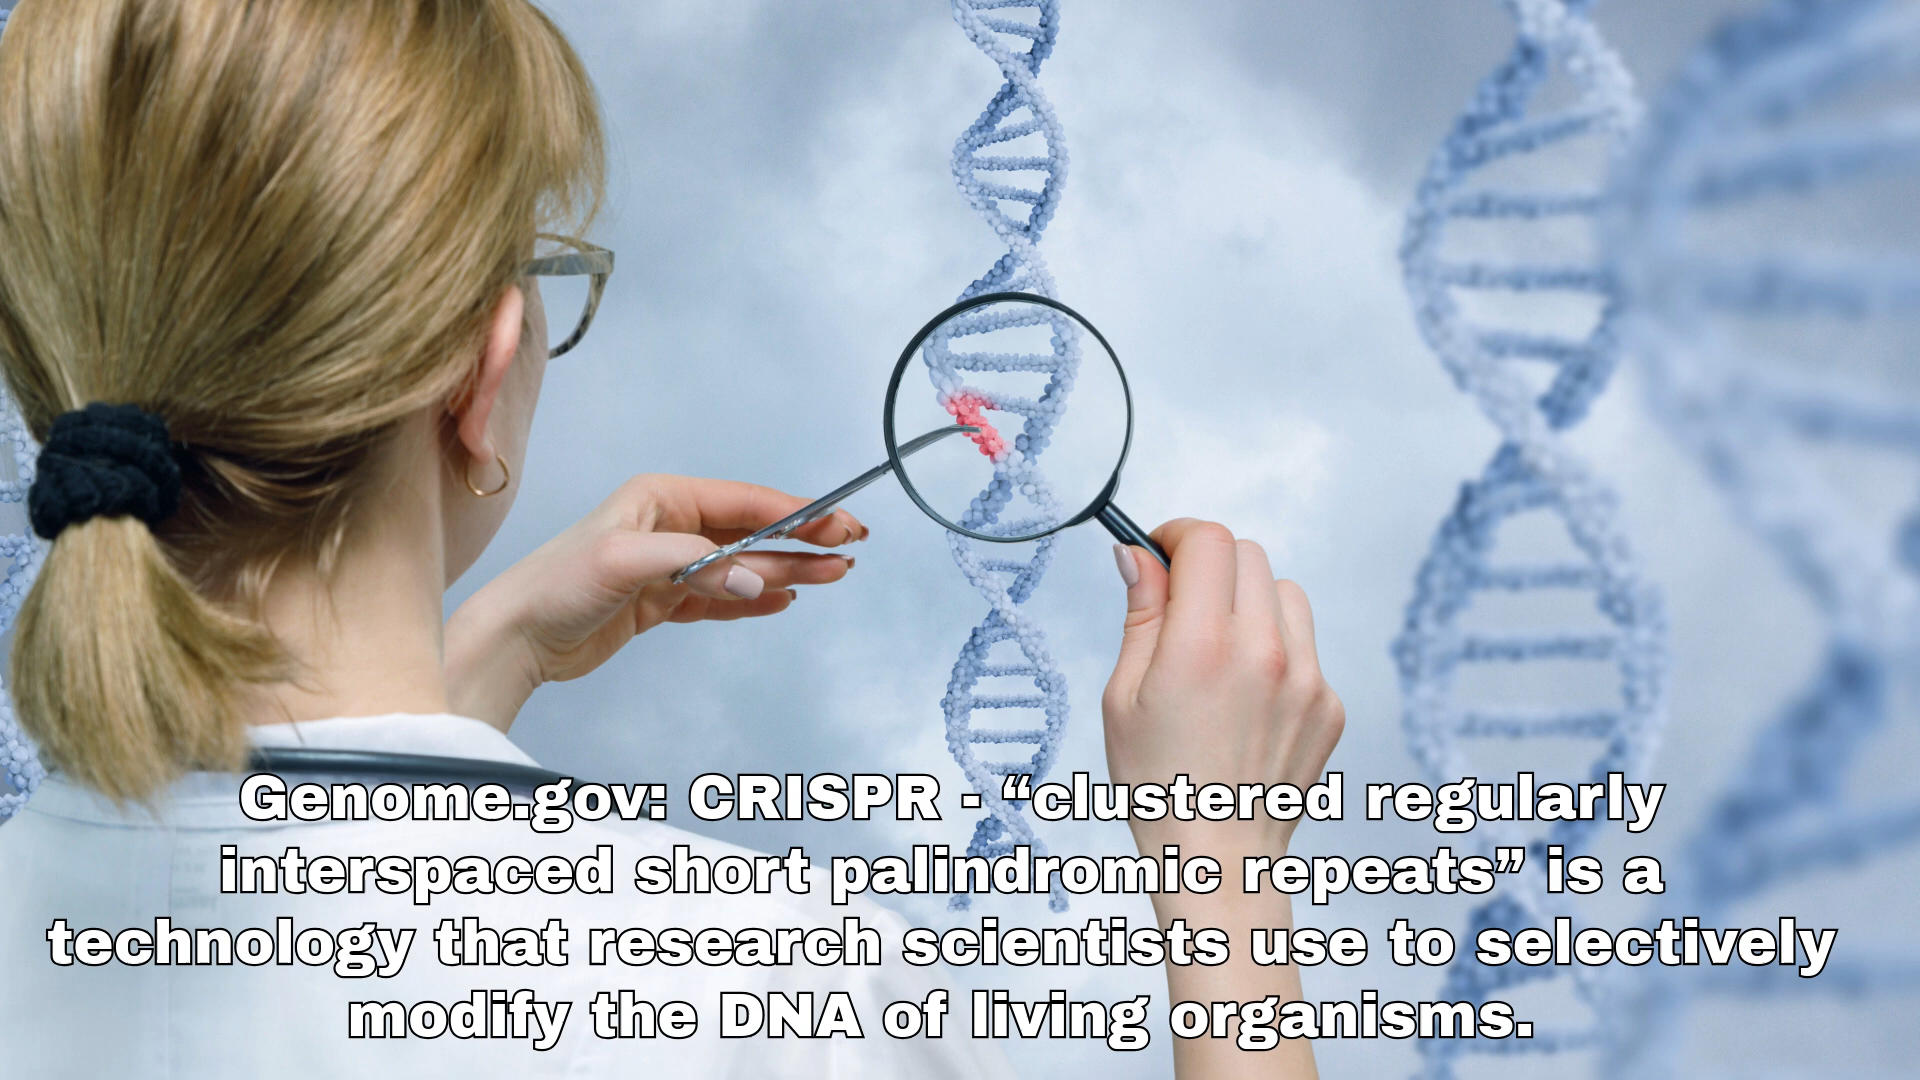 Genome.gov: CRISPR - “clustered regularly
interspaced short palindromic repeats” is a
technology that research scientists use to selectively
modify the DNA of living organisms.